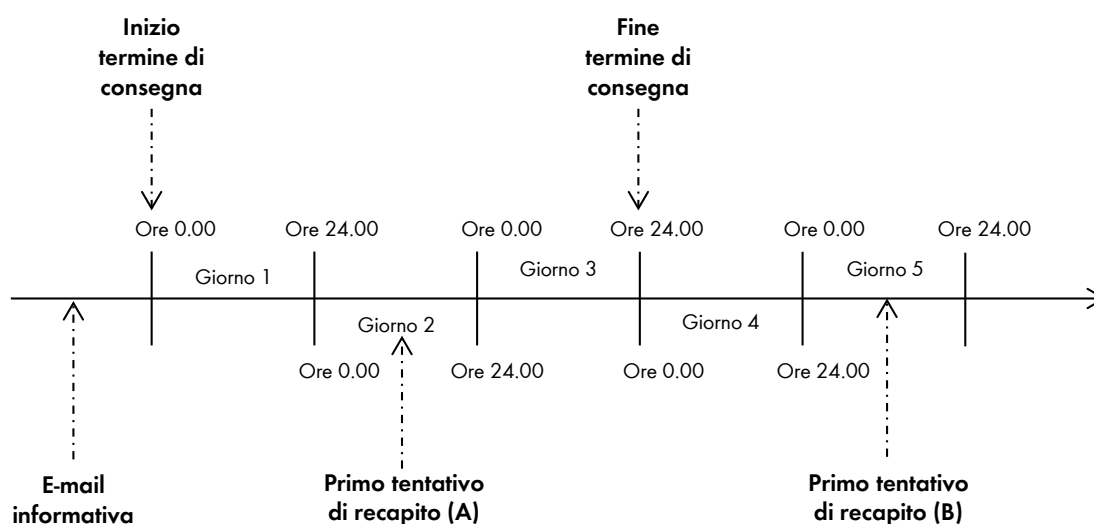 Inizio
termine di
consegna
Fine
termine di
consegna
Ore 0.00
Ore 24.00
Ore 0.00
Ore 24.00
Ore 0.00
Ore 24.00
Giorno 1
Giorno 3
Giorno 5
Giorno 2
Giorno 4
Ore 0.00
Ore 24.00
Ore 0.00
Ore 24.00
E-mail
informativa
Primo tentativo
di recapito (A)
Primo tentativo
di recapito (B)